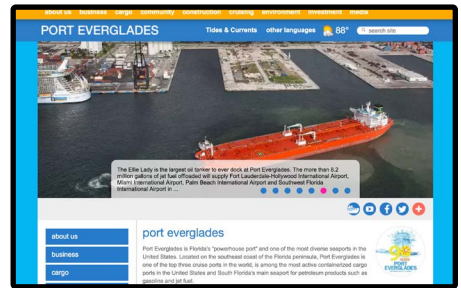 about us business cargo community construction cruising environment investment media
PORT EVERGLADES Tides & Currents other languages 88° search site
The Ellie Lady is the largest oil tanker to ever dock at Port Everglades. The more than 8.2
million gallons of jet fuel offloaded will supply Fort Lauderdale-Hollywood International Airport,
Miami International Airport, Palm Beach International Airport and Southwest Florida
International Airport in ...
about us
business
cargo
port everglades
Port Everglades is Florida's "powerhouse port" and one of the most diverse seaports in the
United States. Located on the southeast coast of the Florida peninsula, Port Everglades is
one of the top three cruise ports in the world, is among the most active containerized cargo
ports in the United States and South Florida's main seaport for petroleum products such as
gasoline and jet fuel.
PORT
EVERGLADES